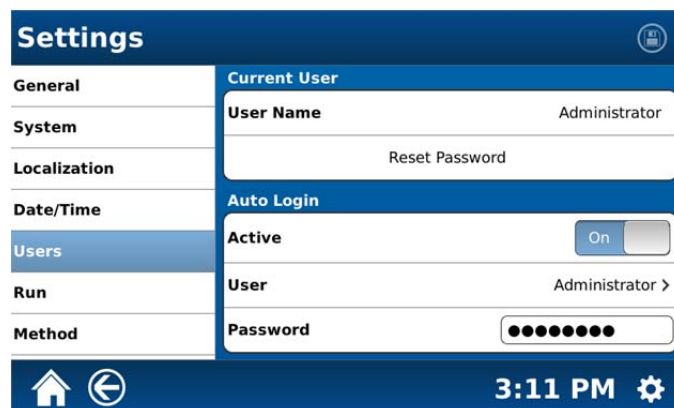 Settings
General
System
Localization
Date/Time
Users
Run
Method
Current User
User Name Administrator
Reset Password
Auto Login
Active On
User Administrator >
Password ●●●●●●●●
3:11 PM